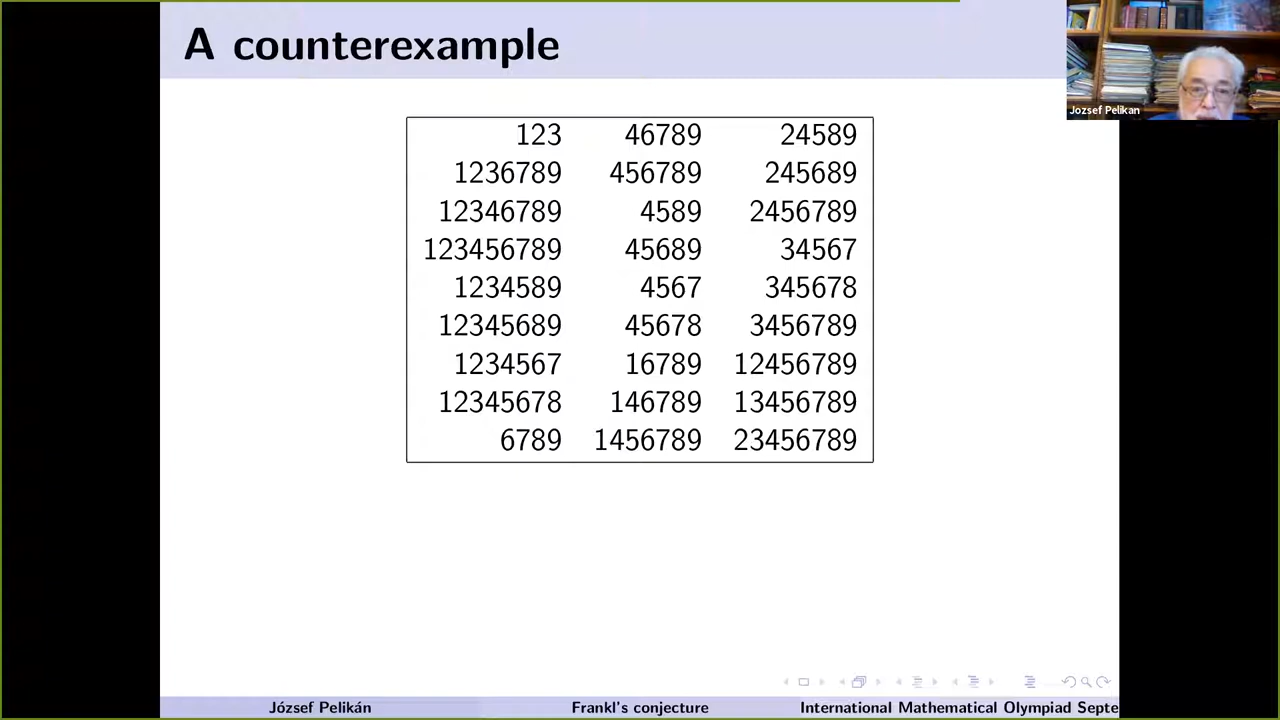 A counterexample
Jozsef Pelikan
123 46789 24589
1236789 456789 245689
12346789 4589 2456789
123456789 45689 34567
1234589 4567 345678
12345689 45678 3456789
1234567 16789 12456789
12345678 146789 13456789
6789 1456789 23456789
József Pelikán Frankl's conjecture International Mathematical Olympiad Septe